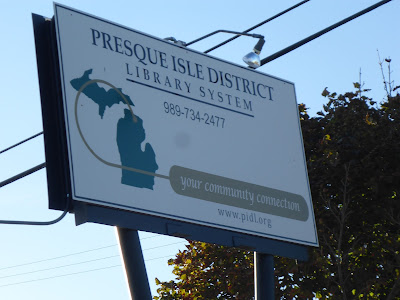 PRESQUE ISLE DISTRICT
LIBRARY SYSTEM
989-734-2477
your community connection
www.pidl.org